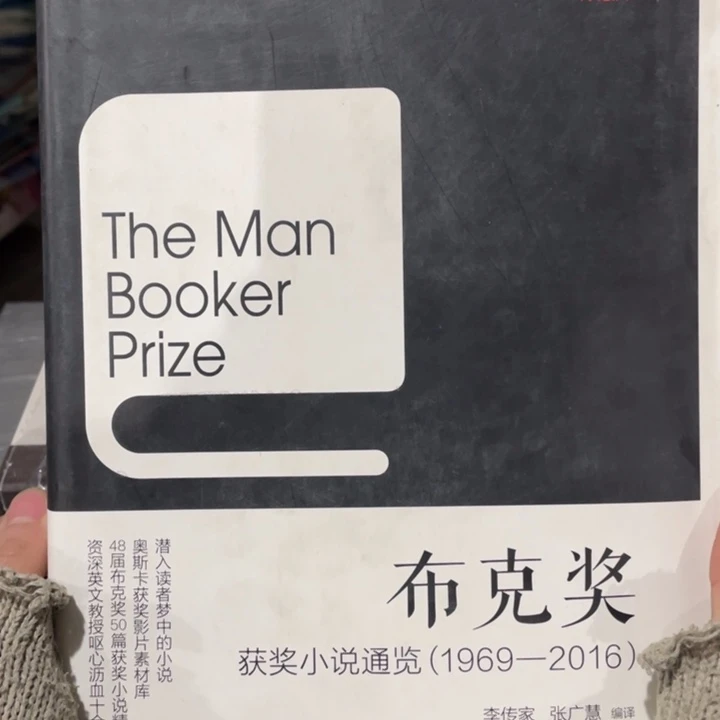 The Man
Booker
Prize
布克奖
获奖小说通览(1969—2016)
李传家 张广慧 编译
潜入读者梦中的小说
奥斯卡获奖影片素材库
48届布克奖50篇获奖小说精
资深英文教授呕心沥血十余